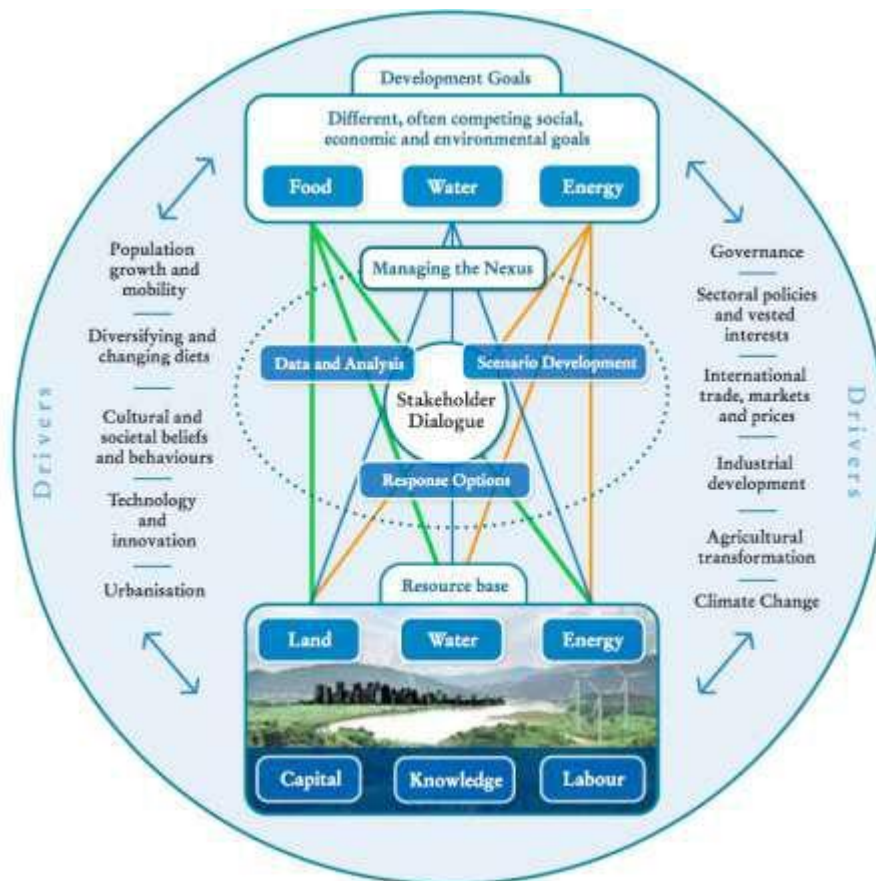 Development Goals
Different, often competing social,
economic and environmental goals
Food
Water
Energy
Managing the Nexus
Data and Analysis
Scenario Development
Stakeholder
Dialogue
Response Options
Drivers
Population
growth and
mobility
Diversifying and
changing diets
Cultural and
societal beliefs
and behaviours
Technology
and
innovation
Urbanisation
Governance
Sectoral policies
and vested
interests
International
trade, markets
and prices
Industrial
development
Agricultural
transformation
Climate Change
Drivers
Resource base
Land
Water
Energy
Capital
Knowledge
Labour